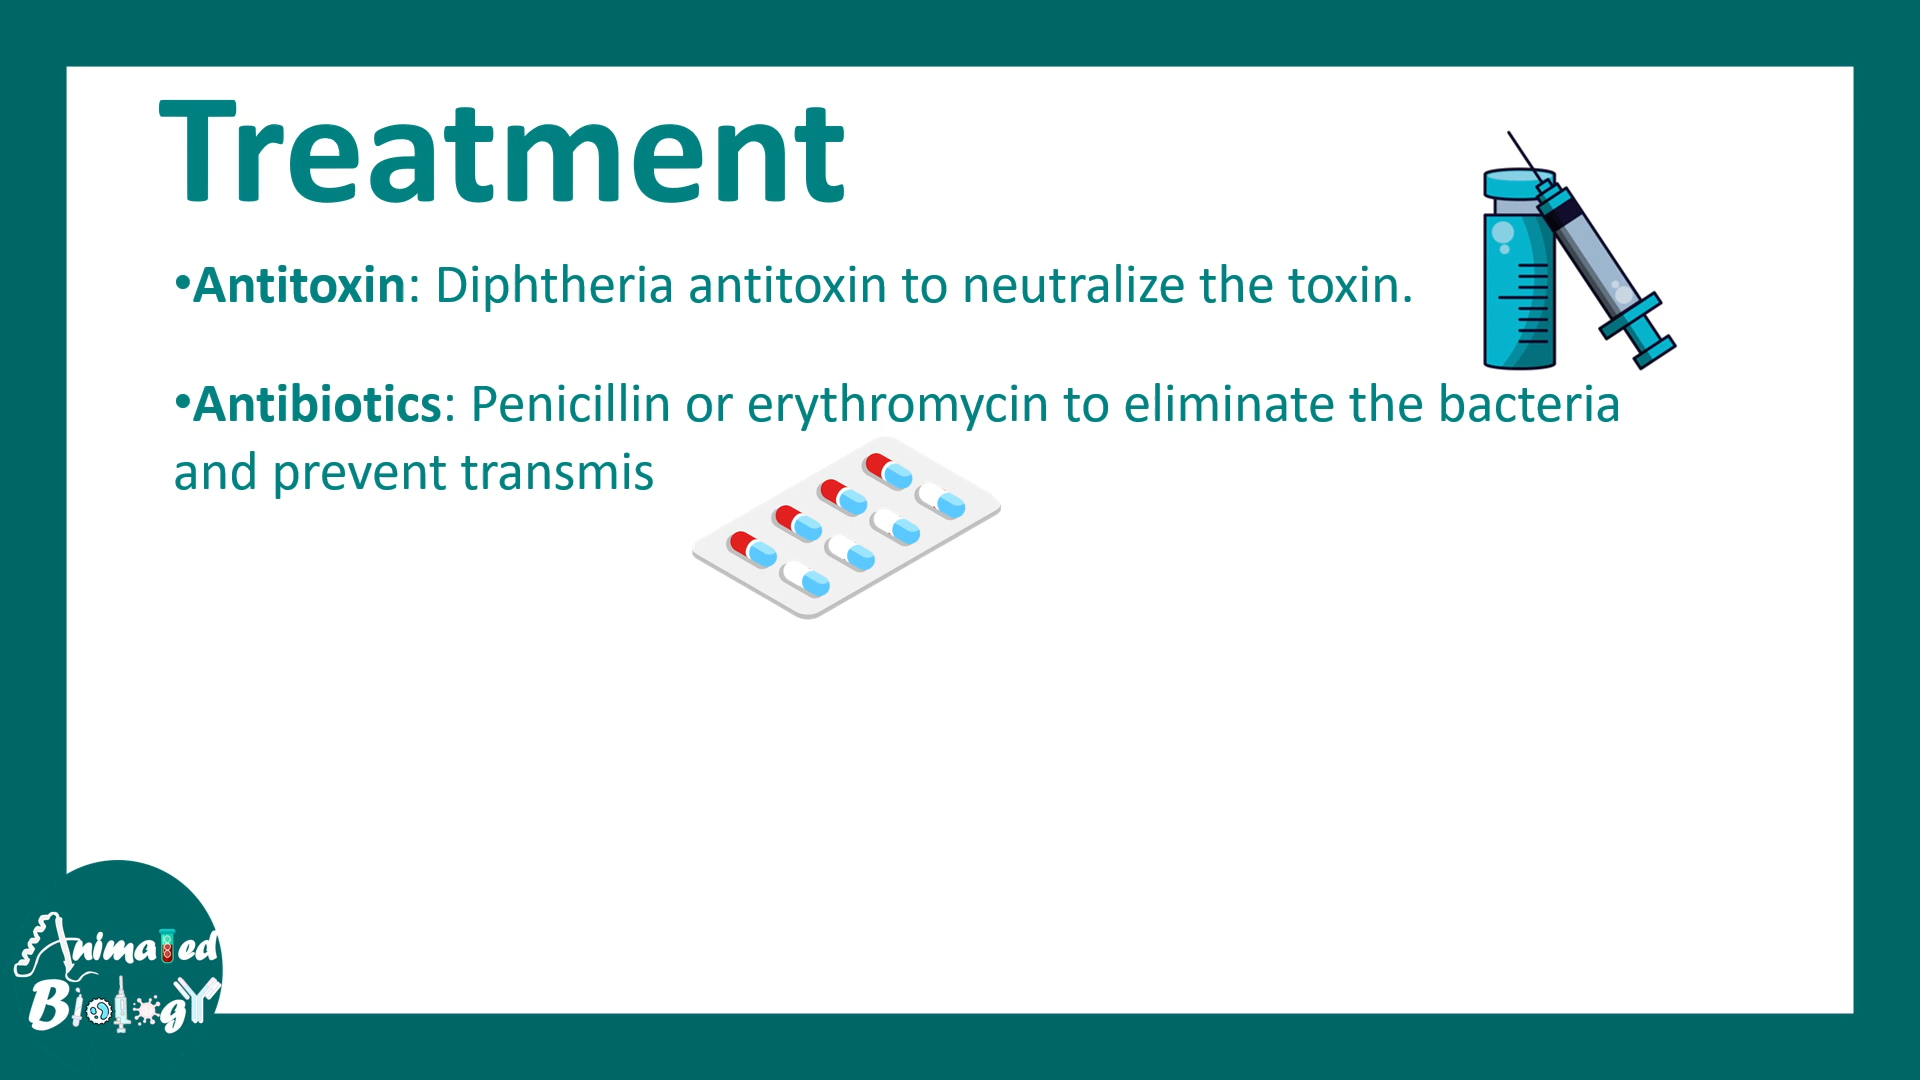 Treatment
•Antitoxin: Diphtheria antitoxin to neutralize the toxin.
•Antibiotics: Penicillin or erythromycin to eliminate the bacteria
and prevent transmis
Animated
Biology